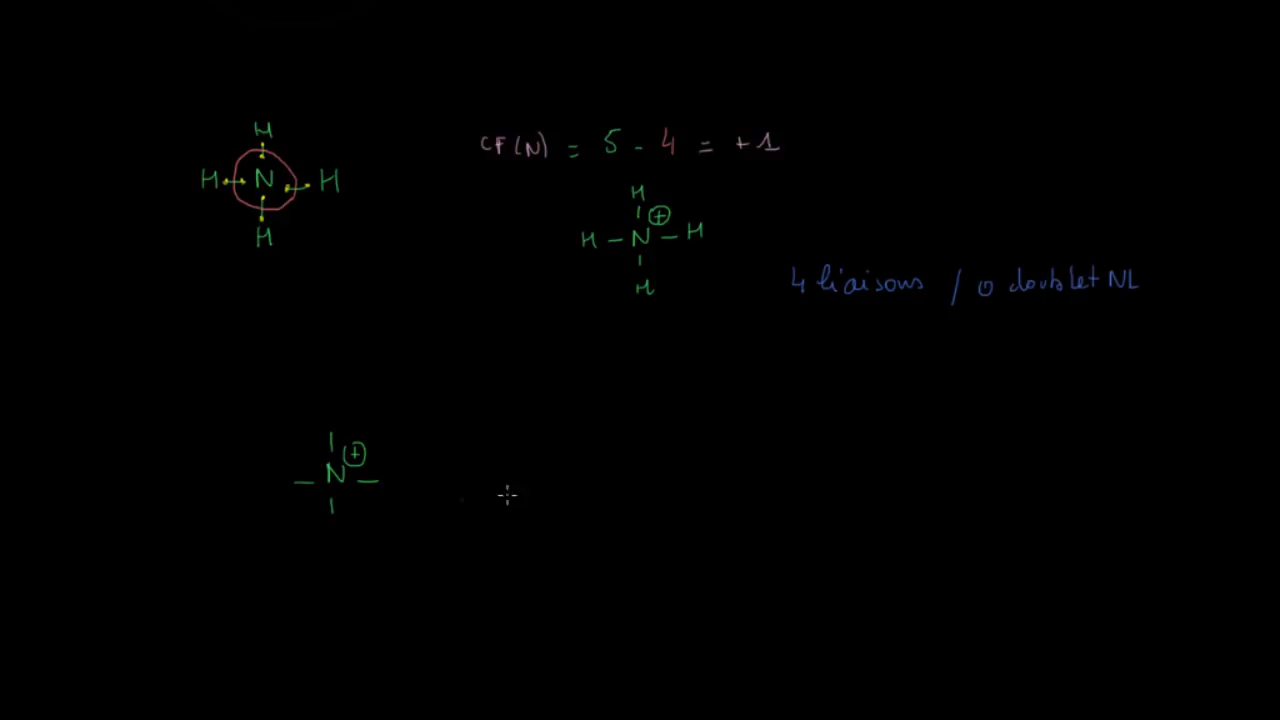 H
H N H
H
CF(N) = 5 - 4 = +1
H
H - N⊕ - H
H
4 liaisons / 0 doublet NL
- N⊕ -